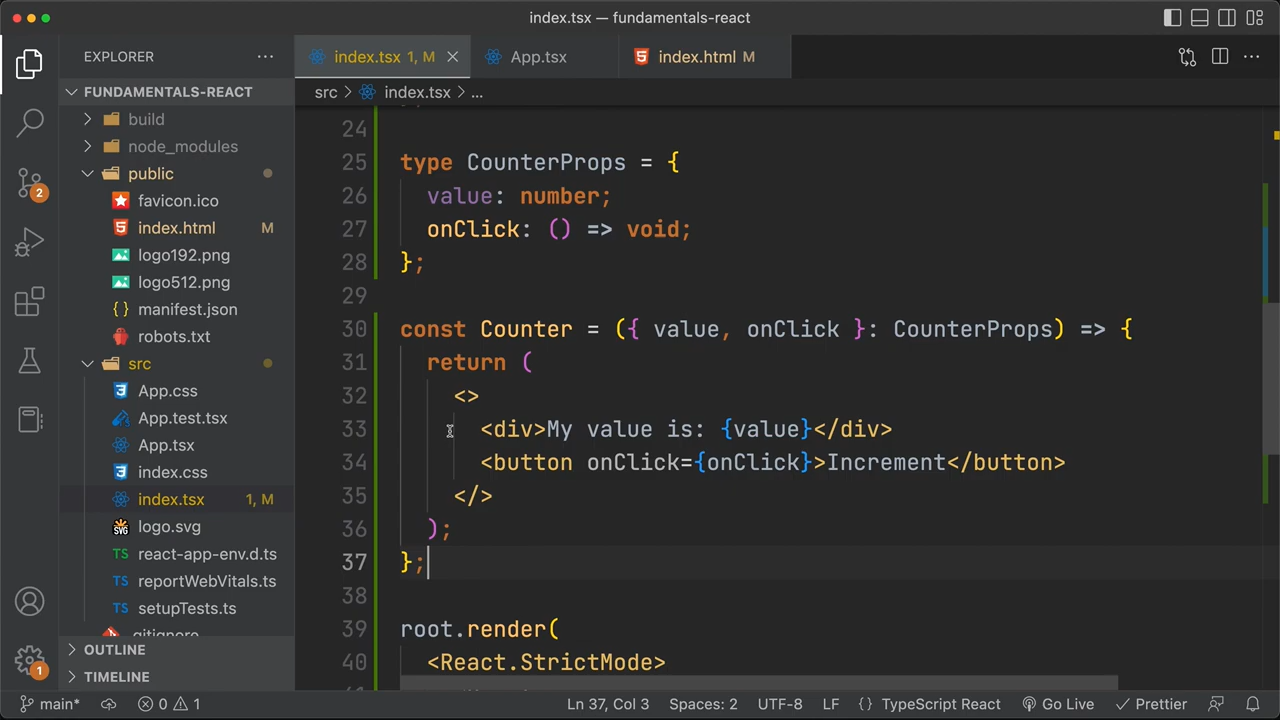 index.tsx — fundamentals-react
EXPLORER
FUNDAMENTALS-REACT
build
node_modules
public
favicon.ico
index.html M
logo192.png
logo512.png
manifest.json
robots.txt
src
App.css
App.test.tsx
App.tsx
index.css
index.tsx 1, M
logo.svg
TS react-app-env.d.ts
TS reportWebVitals.ts
TS setupTests.ts
.gitignore
OUTLINE
TIMELINE
2
1
index.tsx 1, M App.tsx index.html M
src > index.tsx > ...
24
25 type CounterProps = {
26 value: number;
27 onClick: () => void;
28 };
29
30 const Counter = ({ value, onClick }: CounterProps) => {
31 return (
32 <>
33 <div>My value is: {value}</div>
34 <button onClick={onClick}>Increment</button>
35 </>
36 );
37 };
38
39 root.render(
40 <React.StrictMode>
main* 0 1 Ln 37, Col 3 Spaces: 2 UTF-8 LF {} TypeScript React Go Live Prettier